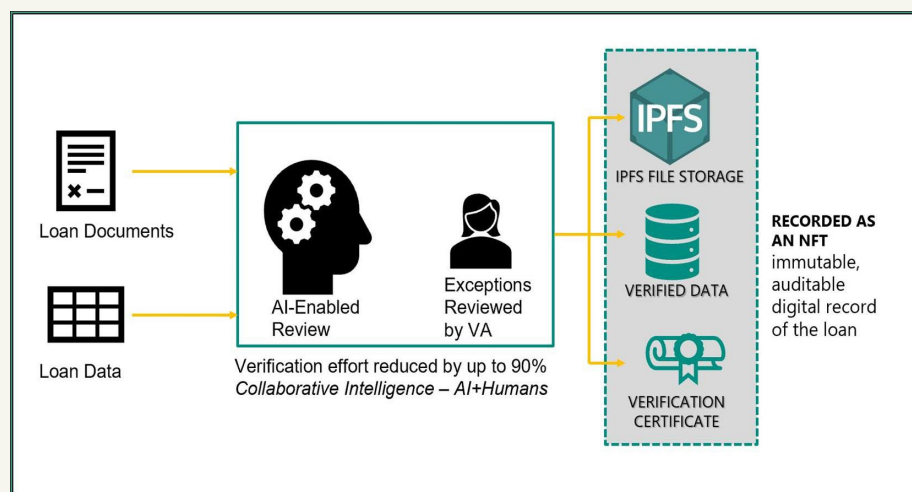 Loan Documents
Loan Data
AI-Enabled
Review
Exceptions
Reviewed
by VA
Verification effort reduced by up to 90%
Collaborative Intelligence – AI+Humans
IPFS
IPFS FILE STORAGE
VERIFIED DATA
VERIFICATION
CERTIFICATE
RECORDED AS
AN NFT
immutable,
auditable
digital record
of the loan